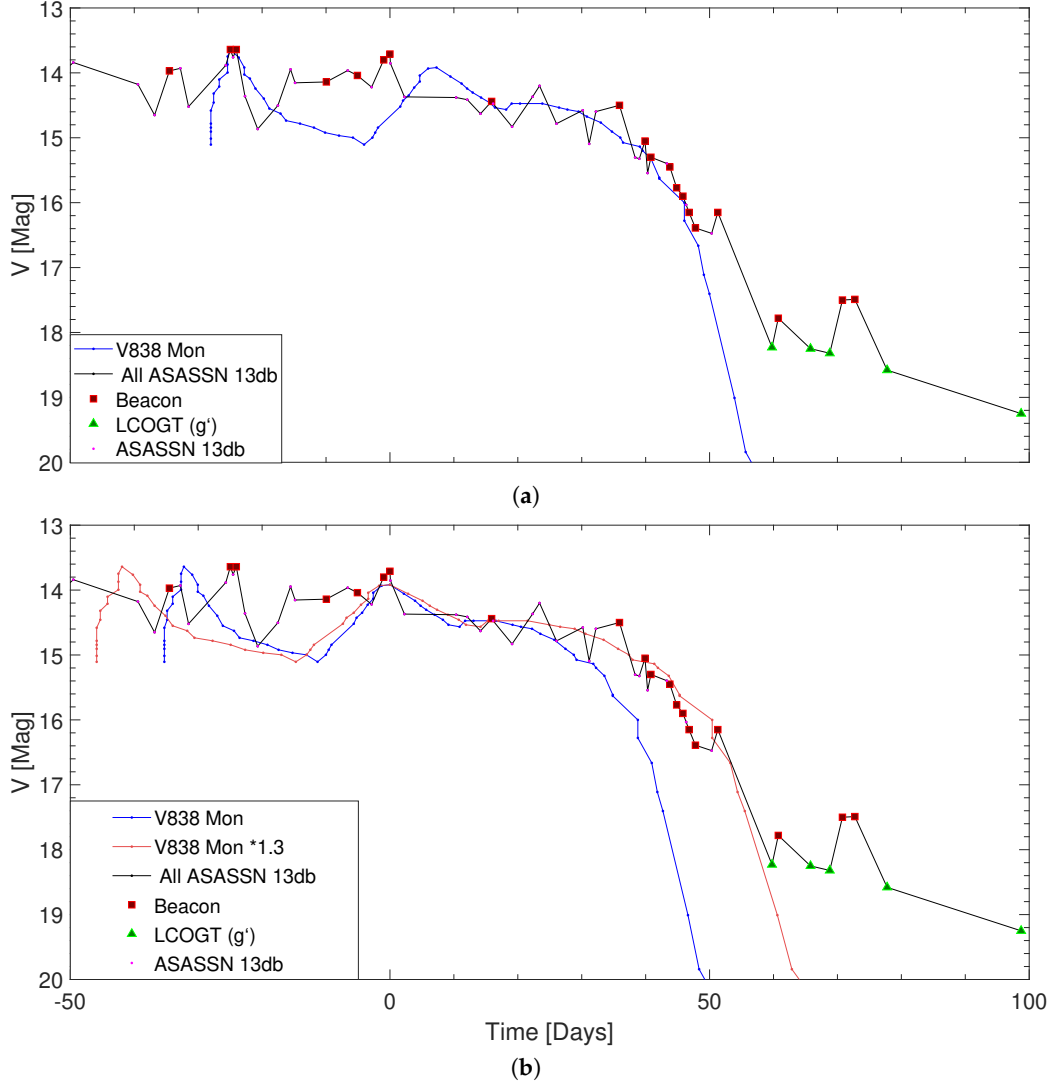 13
14
15
16
17
18
19
20
V [Mag]
V838 Mon
All ASASSN 13db
Beacon
LCOGT (g‘)
ASASSN 13db
(a)
13
14
15
16
17
18
19
20
V [Mag]
V838 Mon
V838 Mon *1.3
All ASASSN 13db
Beacon
LCOGT (g‘)
ASASSN 13db
-50 0 50 100
Time [Days]
(b)